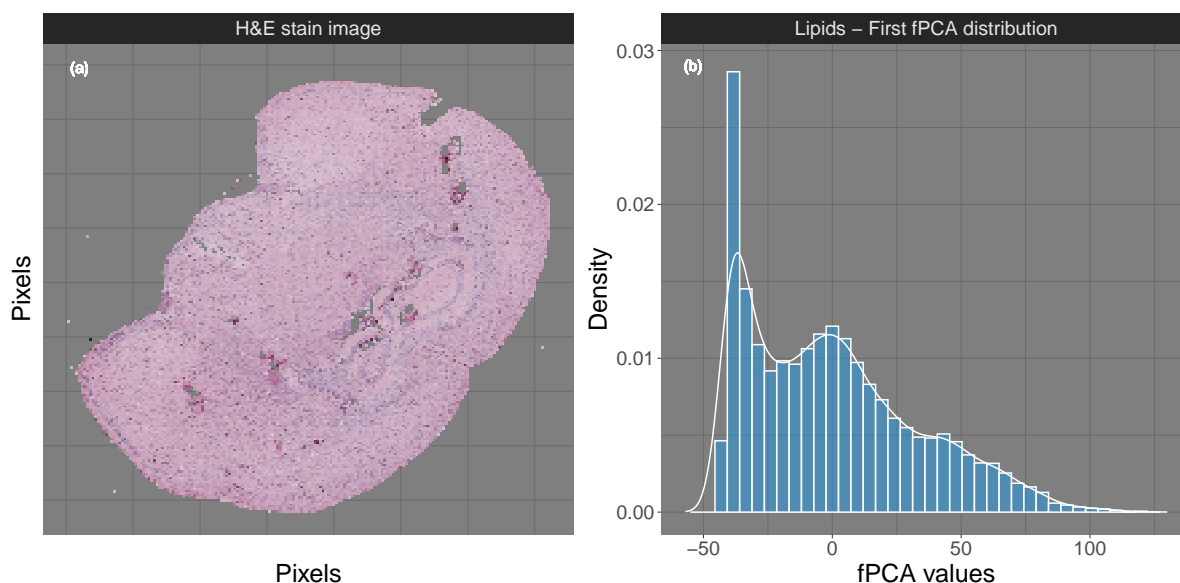 H&E stain image
(a)
Pixels
Pixels
Lipids – First fPCA distribution
(b)
Density
0.03
0.02
0.01
0.00
−50 0 50 100
fPCA values